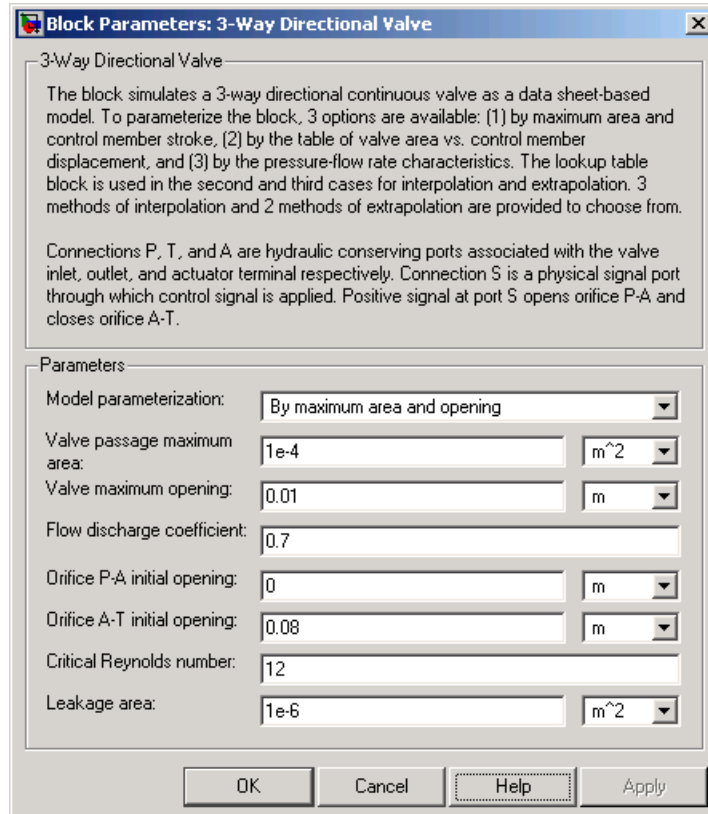 Block Parameters: 3-Way Directional Valve
3-Way Directional Valve
The block simulates a 3-way directional continuous valve as a data sheet-based
model. To parameterize the block, 3 options are available: (1) by maximum area and
control member stroke, (2) by the table of valve area vs. control member
displacement, and (3) by the pressure-flow rate characteristics. The lookup table
block is used in the second and third cases for interpolation and extrapolation. 3
methods of interpolation and 2 methods of extrapolation are provided to choose from.
Connections P, T, and A are hydraulic conserving ports associated with the valve
inlet, outlet, and actuator terminal respectively. Connection S is a physical signal port
through which control signal is applied. Positive signal at port S opens orifice P-A and
closes orifice A-T.
Parameters
Model parameterization: By maximum area and opening
Valve passage maximum
area: 1e-4 m^2
Valve maximum opening: 0.01 m
Flow discharge coefficient: 0.7
Orifice P-A initial opening: 0 m
Orifice A-T initial opening: 0.08 m
Critical Reynolds number: 12
Leakage area: 1e-6 m^2
OK Cancel Help Apply